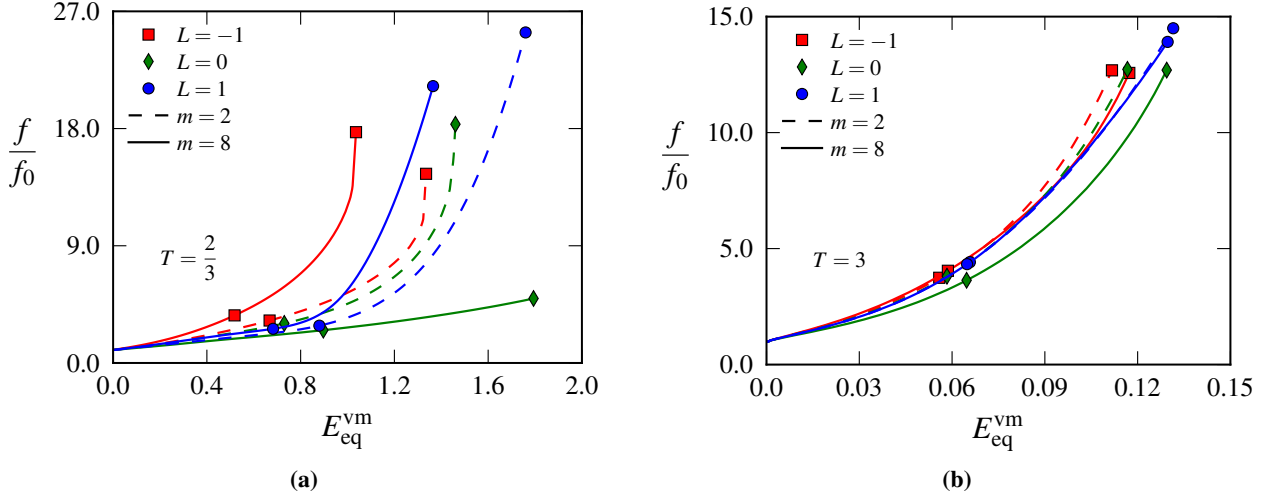 27.0
18.0
9.0
0.0
f
f0
L = −1
L = 0
L = 1
m = 2
m = 8
T = 2/3
0.0 0.4 0.8 1.2 1.6 2.0
E_eq^vm
(a)
15.0
10.0
5.0
0.0
f
f0
L = −1
L = 0
L = 1
m = 2
m = 8
T = 3
0.0 0.03 0.06 0.09 0.12 0.15
E_eq^vm
(b)